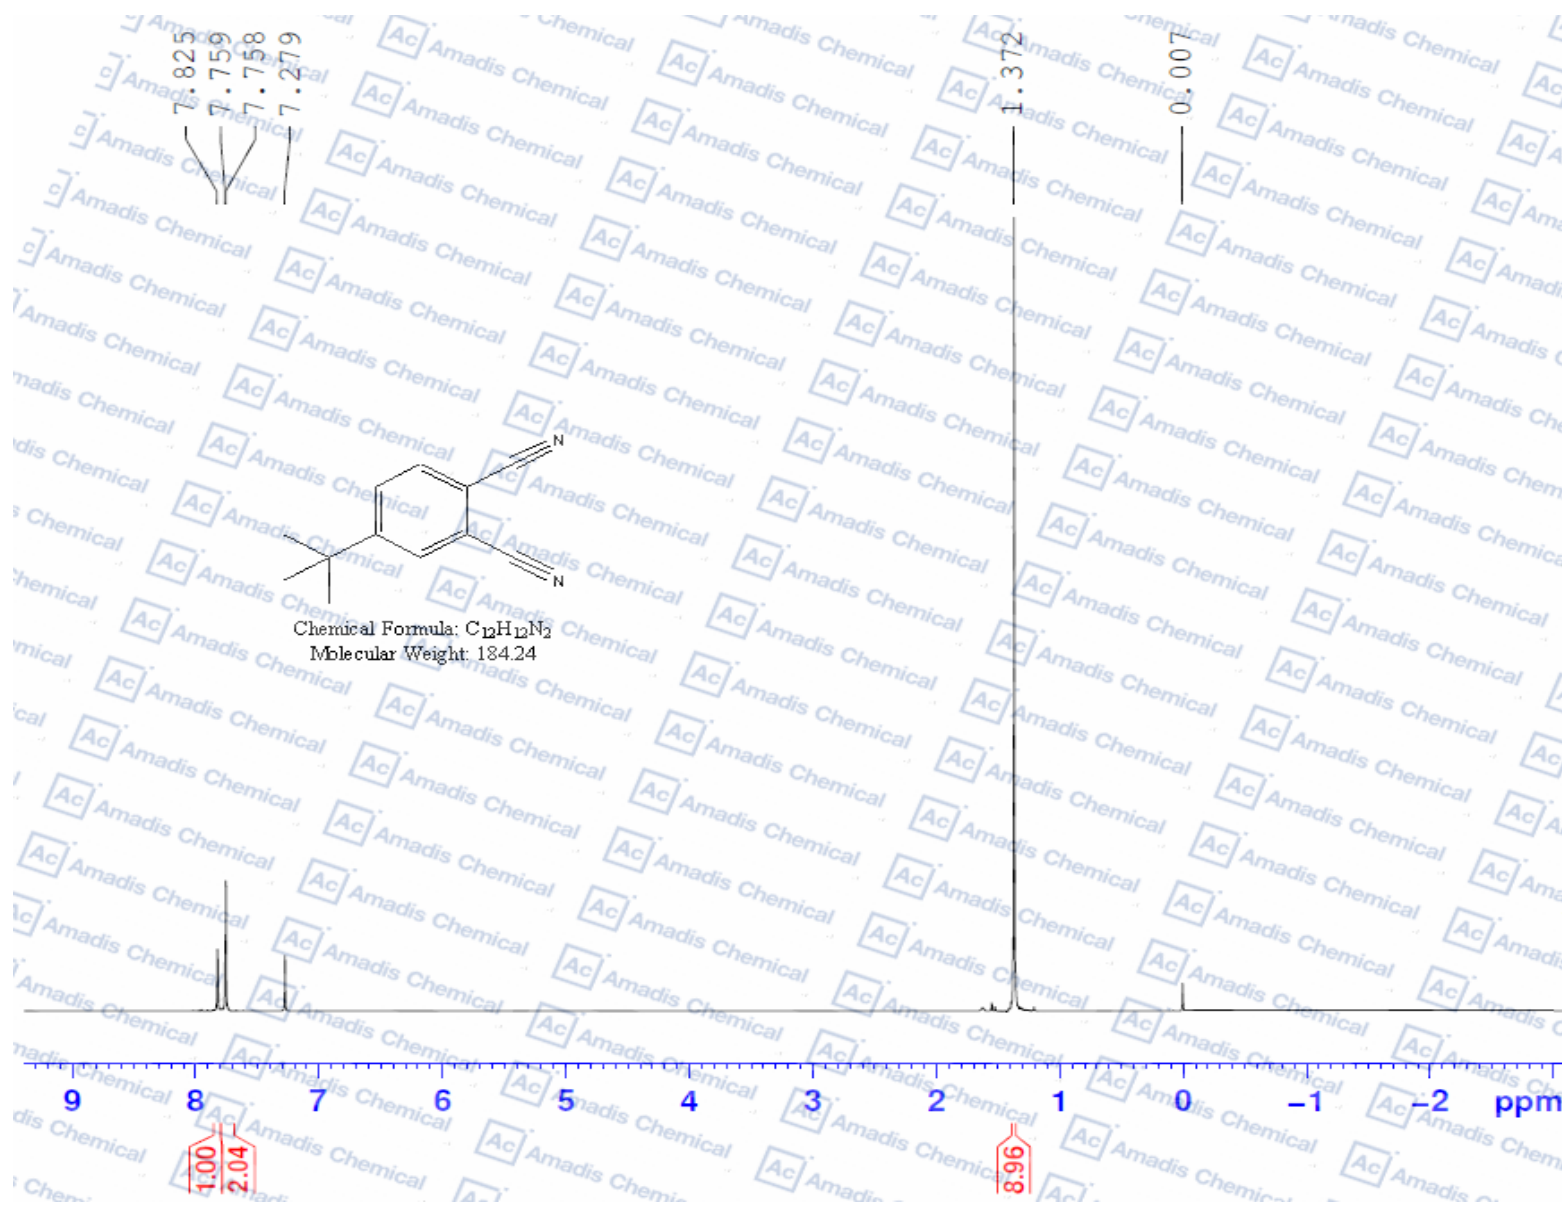 7.825
7.759
7.758
7.279
1.372
0.007
N
N
Chemical Formula: C₁₂H₁₂N₂
Molecular Weight: 184.24
9 8 7 6 5 4 3 2 1 0 −1 −2 ppm
1.00
2.04
8.96
Ac Amadis Chemical